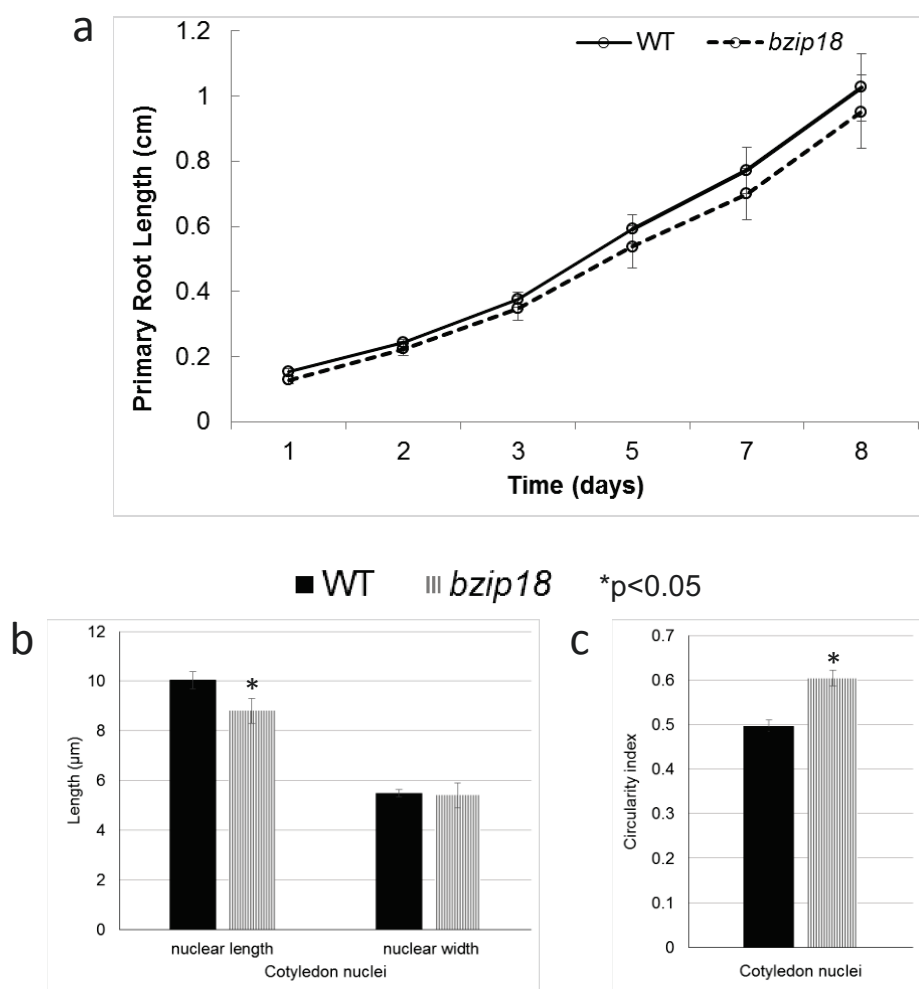 a
WT bzip18
Primary Root Length (cm)
1.2
1
0.8
0.6
0.4
0.2
0
1 2 3 5 7 8
Time (days)
WT bzip18 *p<0.05
b
Length (µm)
12
10
8
6
4
2
0
*
nuclear length nuclear width
Cotyledon nuclei
c
Circularity index
0.7
0.6
0.5
0.4
0.3
0.2
0.1
0
*
Cotyledon nuclei